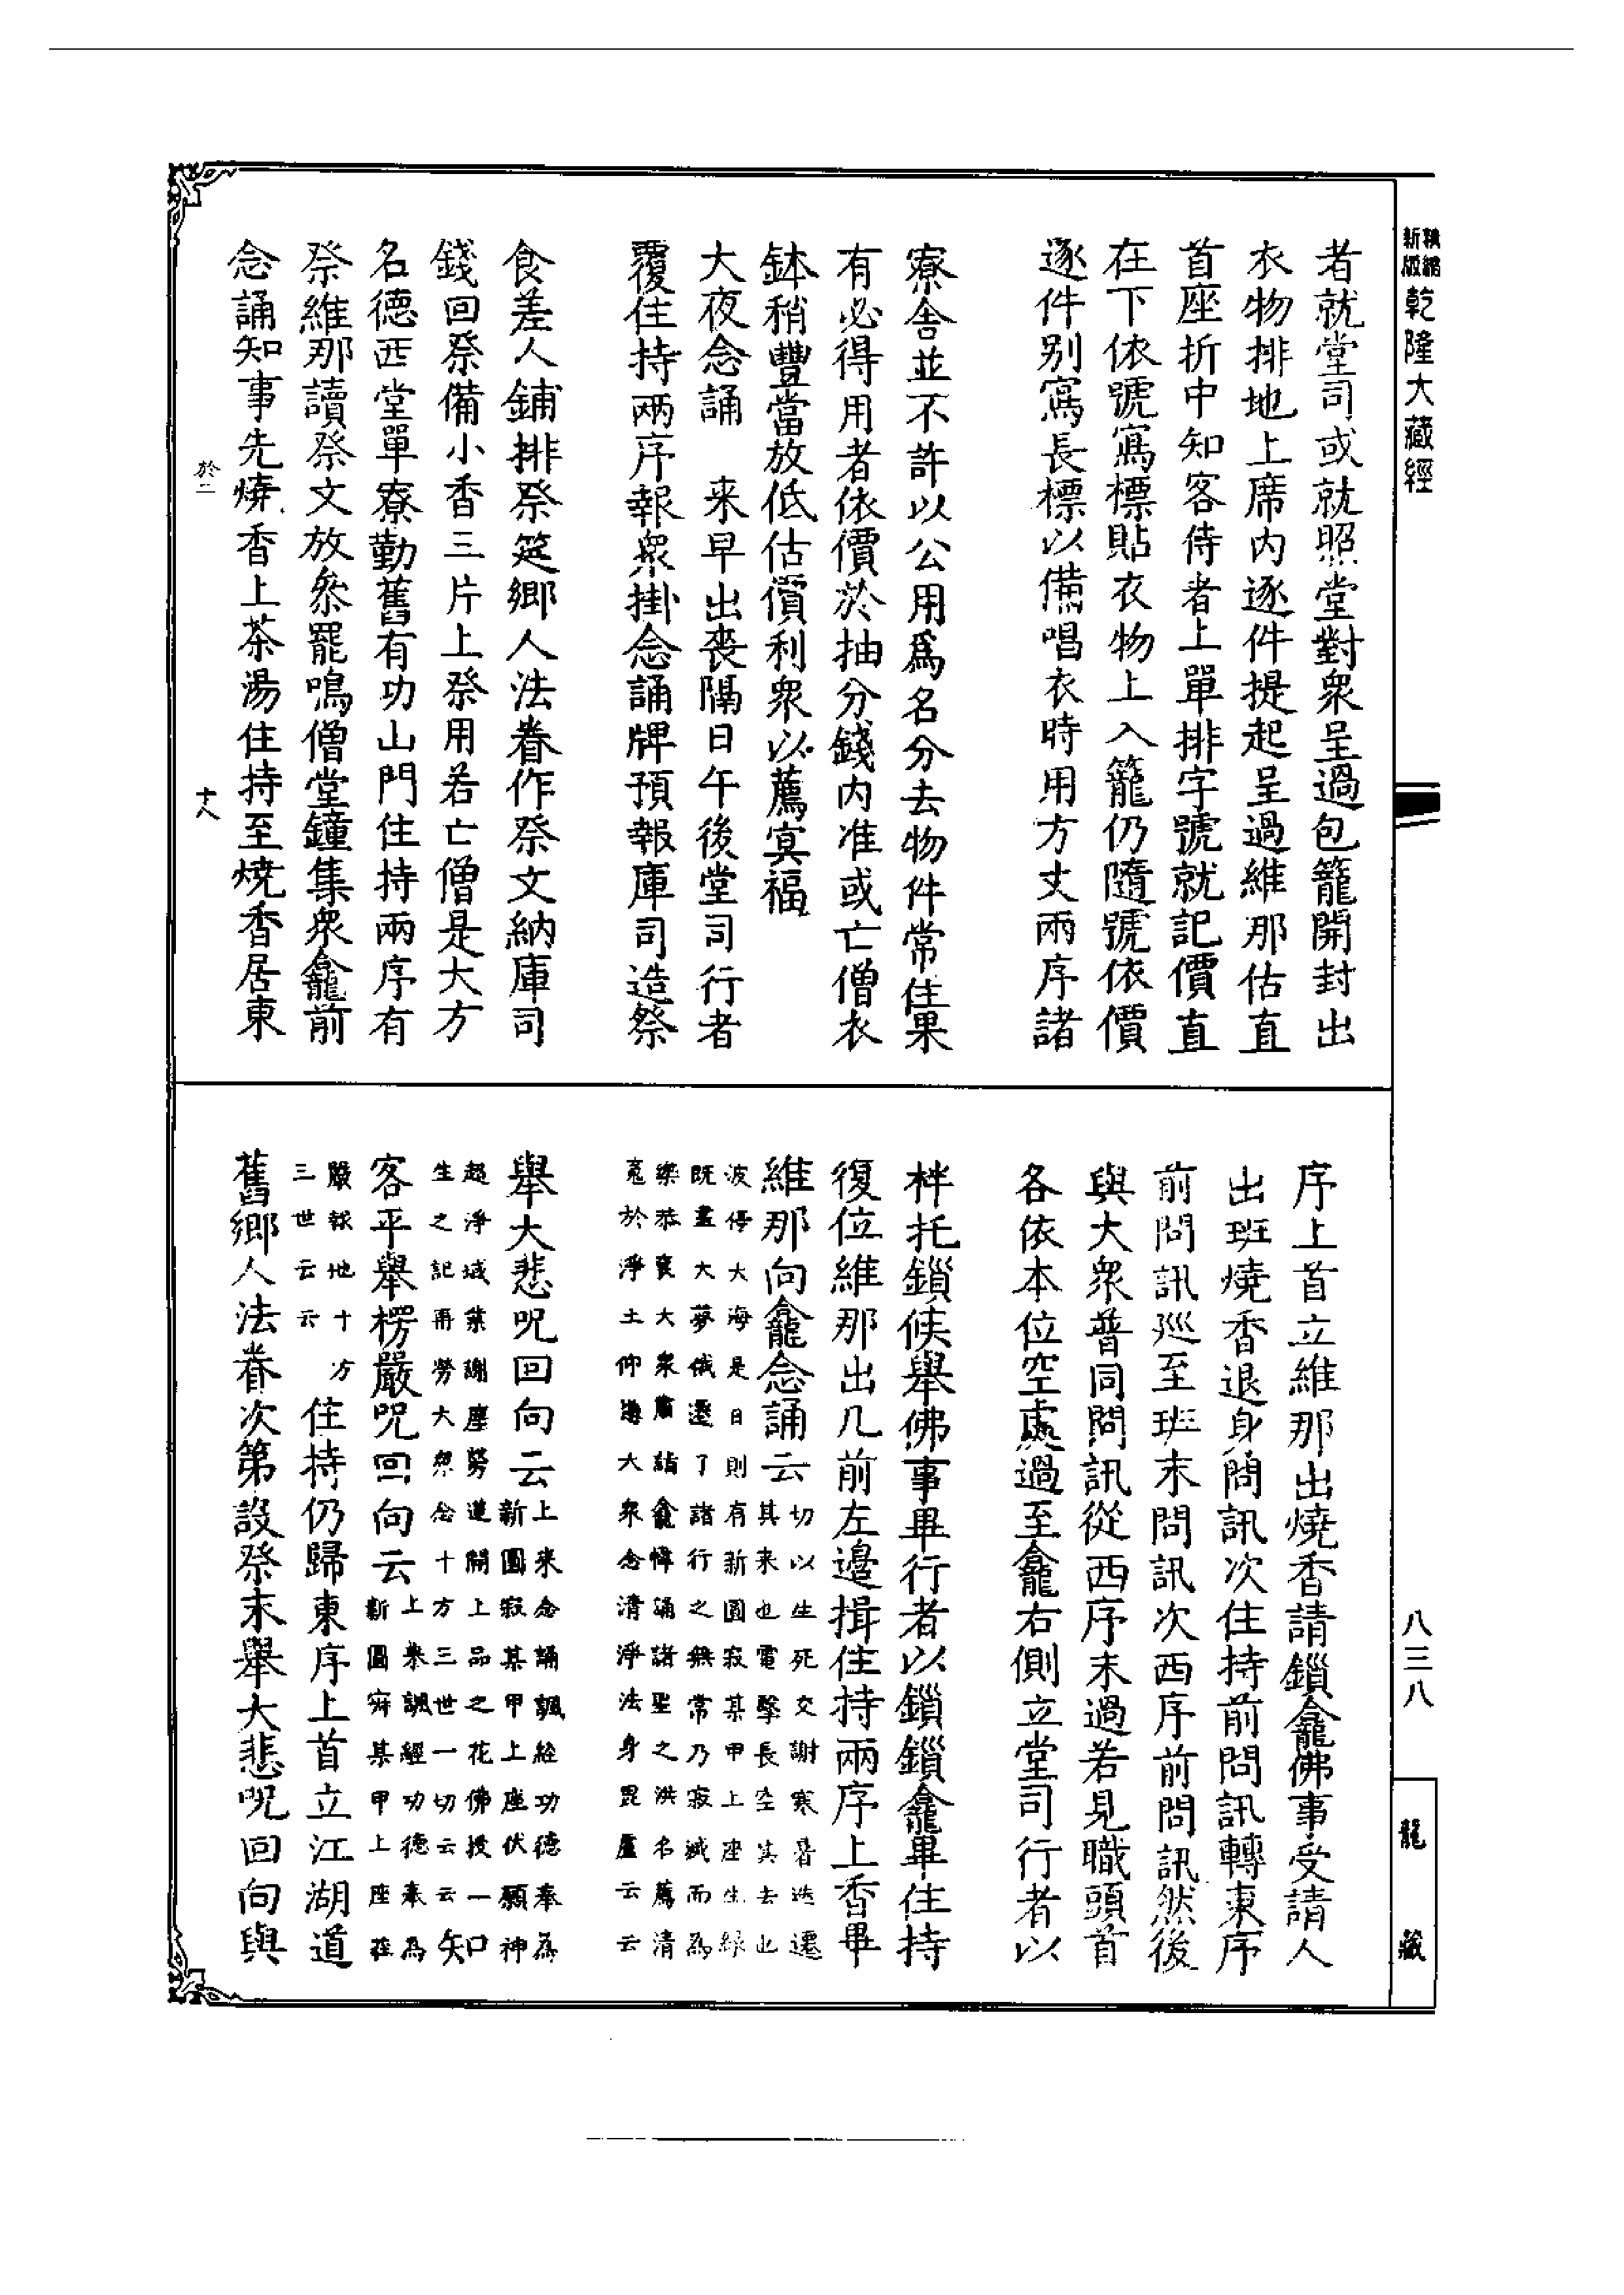 精縮
新版
乾隆大藏經
者就堂司或就照堂對衆呈過包籠開封出
衣物排地上席内逐件提起呈過維那估直
首座折中知客侍者上單排字號就記價直
在下依號寫標貼衣物上入籠仍隨號依價
逐件别寫長標以備唱衣時用方丈兩序諸
寮舎並不許以公用爲名分去物件常住果
有必得用者依價於抽分錢内准或亡僧衣
鉢稍豐當放低估價利衆以薦冥福
大夜念誦　来早出喪隔日午後堂司行者
覆住持兩序報衆掛念誦牌預報庫司造祭
食差人鋪排祭筵鄉人法眷作祭文納庫司
錢回祭備小香三片上祭用若亡僧是大方
名德西堂單寮勤舊有功山門住持兩序有
祭維那讀祭文放叅罷鳴僧堂鐘集衆龕前
念誦知事先燒香上茶湯住持至燒香居東
於二
十八
序上首立維那出燒香請鎻龕佛事受請人
出班燒香退身問訊次住持前問訊轉東序
前問訊廵至班末問訊次西序前問訊然後
與大衆普同問訊從西序末過若見職頭首
各依本位空處過至龕右側立堂司行者以
柈托鎻俟舉佛事畢行者以鎻鎻龕畢住持
復位維那出几前左邉揖住持兩序上香畢
維那向龕念誦云切以生死交謝寒暑迭遷
其来也電擊長空其去也
波停大海是日則有新圓寂某甲上座生緣
既盡大夢俄遷了諸行之無常乃寂滅而為
樂恭裒大衆肅詣龕幃誦諸聖之洪名薦清
䰟於淨土仰凴大衆念清淨法身毘盧云云
舉大悲呪回向云上来念誦諷経功德奉為
新圓寂某甲上座伏願神
超淨域業謝塵勞蓮開上品之花佛授一
生之記再勞大衆念十方三世一切云云知
客平舉楞嚴呪回向云上来諷經功德奉為
新圓寂某甲上座莊
嚴報地十方
三世云云
住持仍歸東序上首立江湖道
舊鄉人法眷次第設祭末舉大悲呪回向與
八三八
龍藏